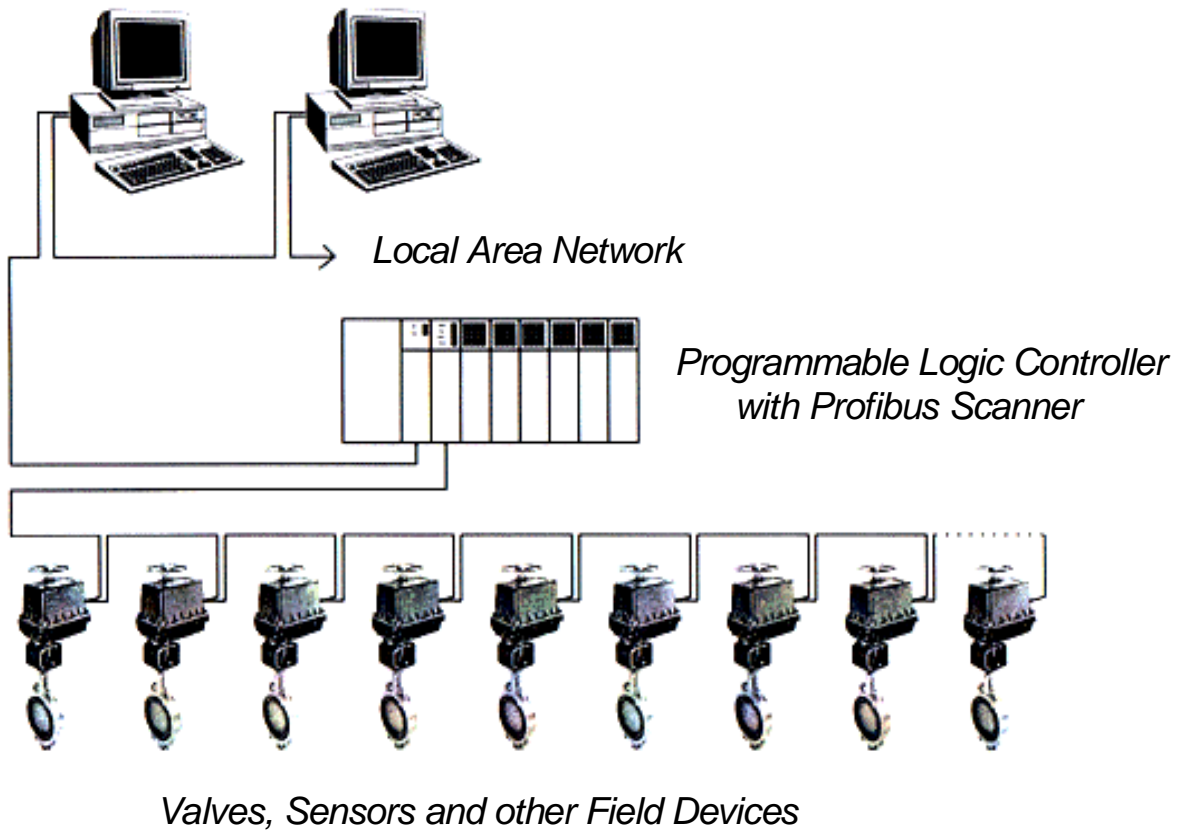 Local Area Network
Programmable Logic Controller
with Profibus Scanner
Valves, Sensors and other Field Devices